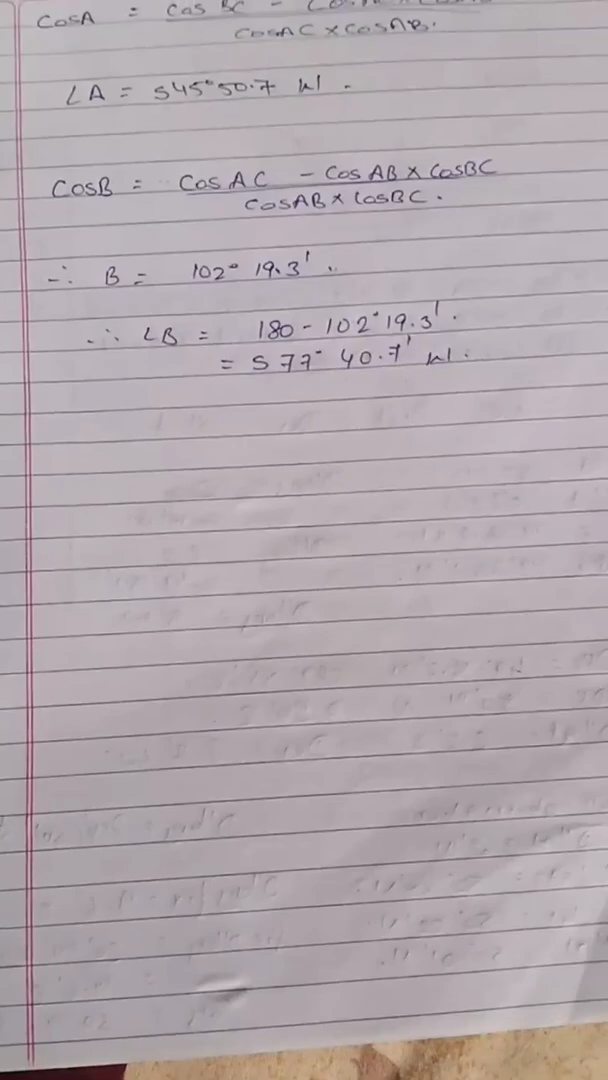 CosA = Cos BC -
CosAC x CosAB.
∠A = S45°50.7 W.
CosB = CosAC - CosAB x CosBC
CosAB x CosBC.
∴ B = 102° 19.3'.
∴ ∠B = 180 - 102° 19.3'.
= S 77° 40.7' W.